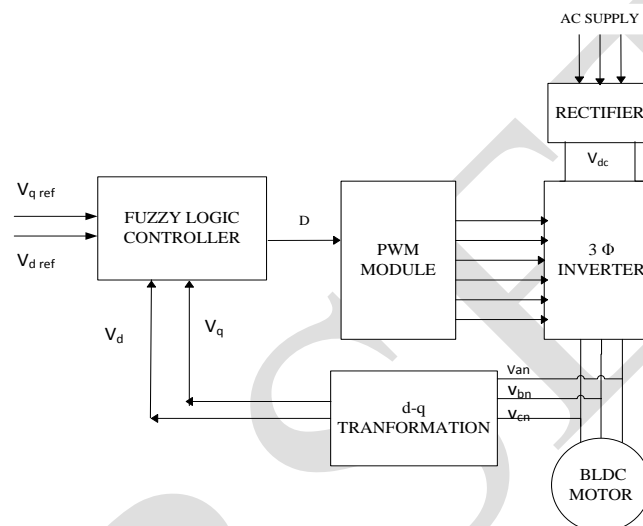 AC SUPPLY
RECTIFIER
Vdc
Vq ref
Vd ref
FUZZY LOGIC
CONTROLLER
D
PWM
MODULE
3 Φ
INVERTER
Vd
Vq
Van
Vbn
Vcn
d-q
TRANFORMATION
BLDC
MOTOR